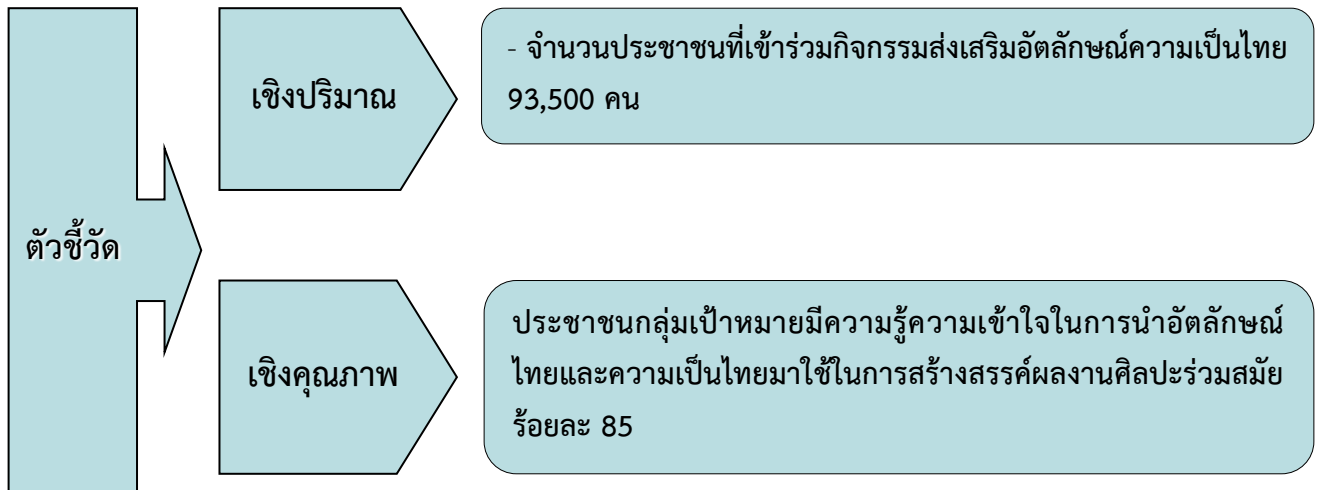 ตัวชี้วัด
เชิงปริมาณ
- จำนวนประชาชนที่เข้าร่วมกิจกรรมส่งเสริมอัตลักษณ์ความเป็นไทย
93,500 คน
เชิงคุณภาพ
ประชาชนกลุ่มเป้าหมายมีความรู้ความเข้าใจในการนำอัตลักษณ์
ไทยและความเป็นไทยมาใช้ในการสร้างสรรค์ผลงานศิลปะร่วมสมัย
ร้อยละ 85